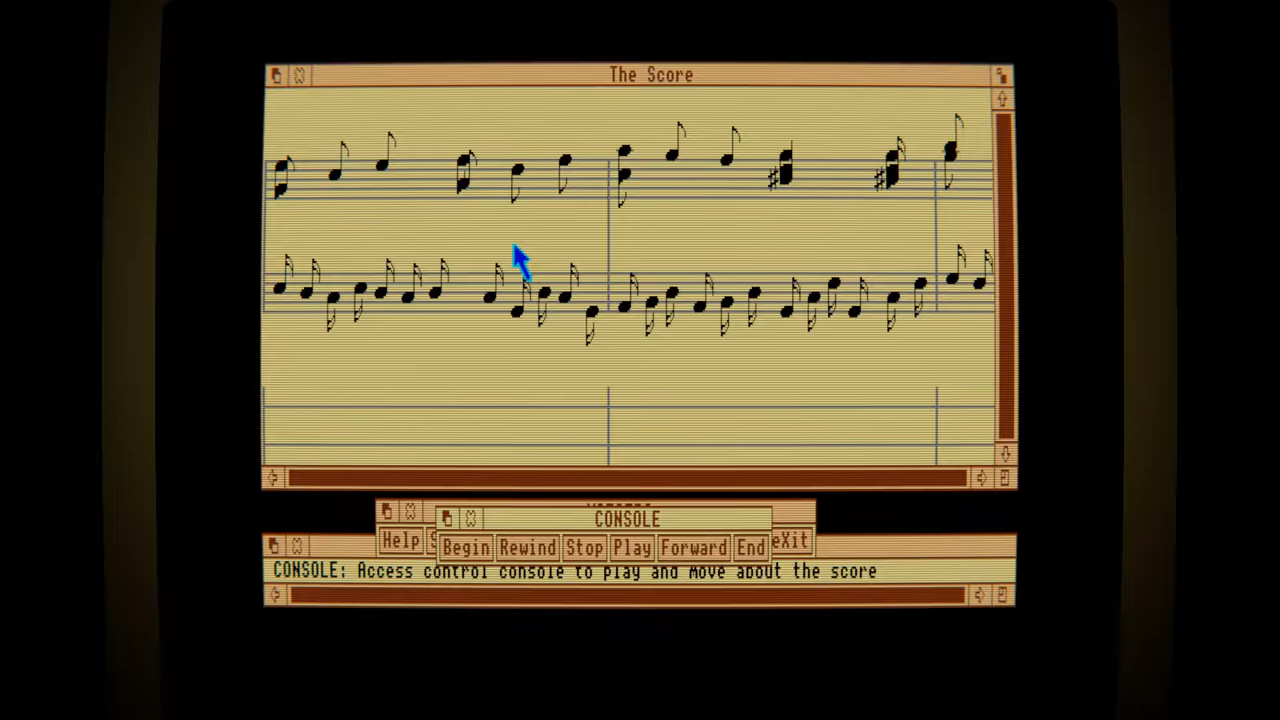 The Score
CONSOLE
Help
eXit
Begin Rewind Stop Play Forward End
CONSOLE: Access control console to play and move about the score